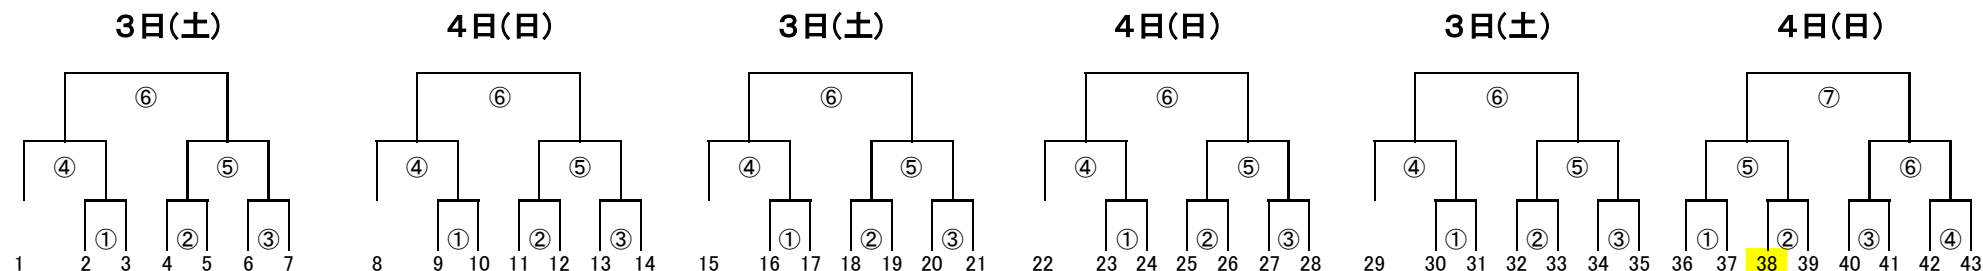 ３日(土) ４日(日) ３日(土) ４日(日) ３日(土) ４日(日)
⑥ ⑥ ⑥ ⑥ ⑥ ⑦
④ ⑤ ④ ⑤ ④ ⑤ ④ ⑤ ④ ⑤ ⑤ ⑥
① ② ③ ① ② ③ ① ② ③ ① ② ③ ① ② ③ ① ② ③ ④
1 2 3 4 5 6 7 8 9 10 11 12 13 14 15 16 17 18 19 20 21 22 23 24 25 26 27 28 29 30 31 32 33 34 35 36 37 38 39 40 41 42 43